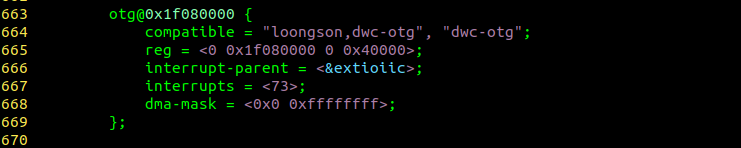 663 otg@0x1f080000 {
664 compatible = "loongson,dwc-otg", "dwc-otg";
665 reg = <0 0x1f080000 0 0x40000>;
666 interrupt-parent = <&extioiic>;
667 interrupts = <73>;
668 dma-mask = <0x0 0xffffffff>;
669 };
670